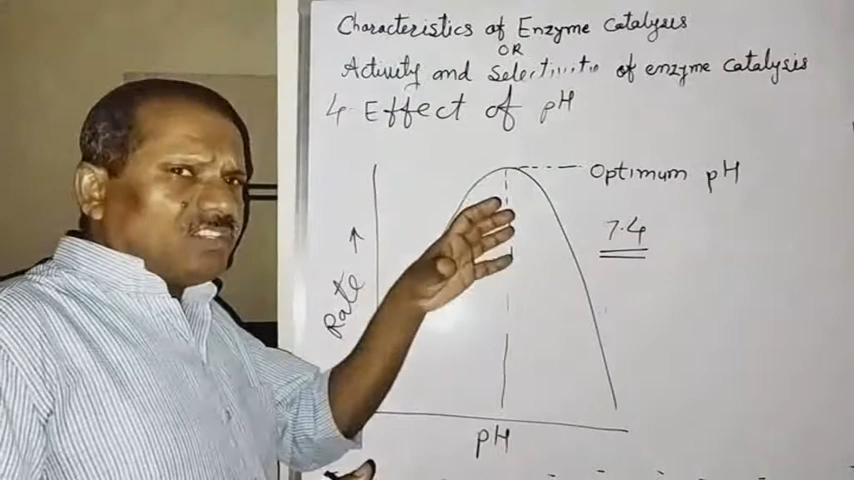 Characteristics of Enzyme Catalysis
OR
Activity and Selectivity of enzyme catalysis
4. Effect of pH
Optimum pH
7.4
Rate →
pH